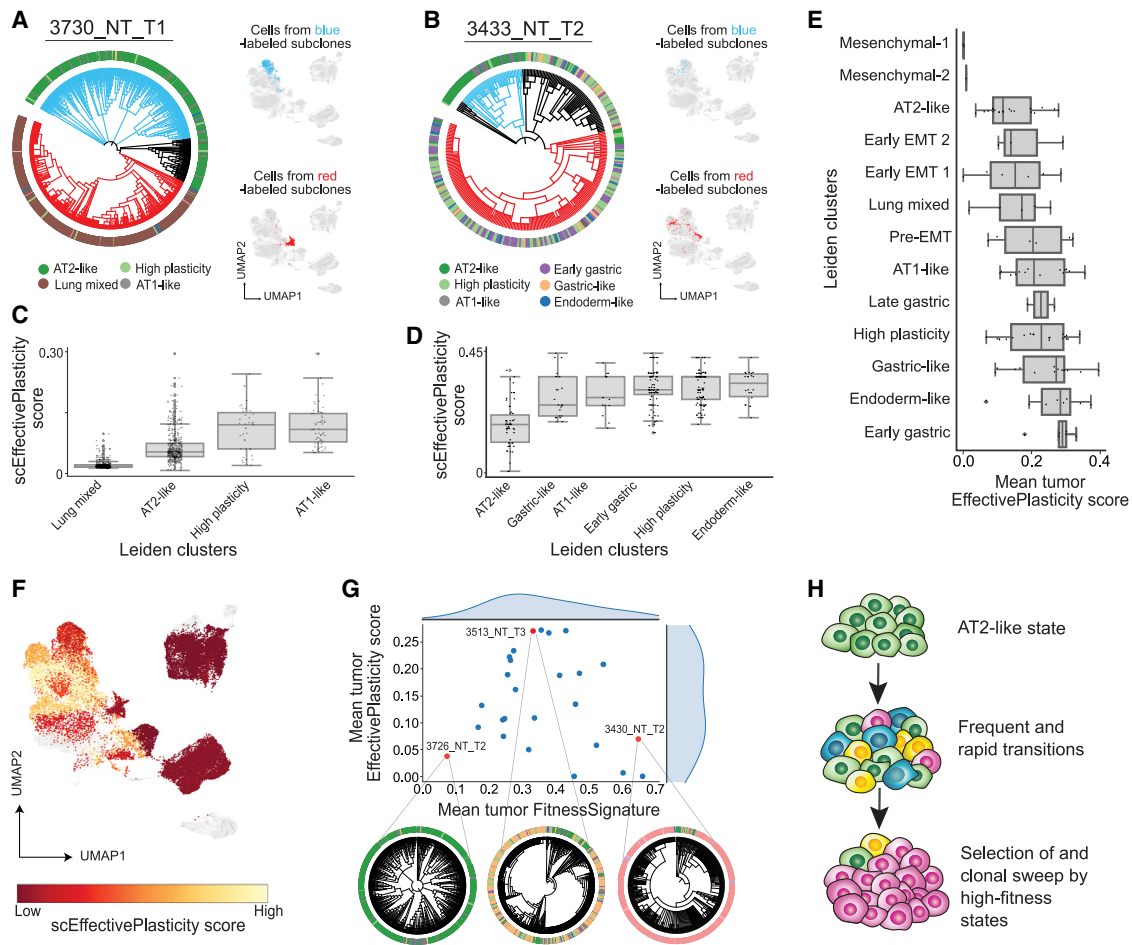 A
3730_NT_T1
Cells from blue
-labeled subclones
Cells from red
-labeled subclones
UMAP2
UMAP1
AT2-like
High plasticity
Lung mixed
AT1-like
B
3433_NT_T2
Cells from blue
-labeled subclones
Cells from red
-labeled subclones
UMAP2
UMAP1
AT2-like
Early gastric
High plasticity
Gastric-like
AT1-like
Endoderm-like
C
scEffectivePlasticity
score
0.30
0
Lung mixed
AT2-like
High plasticity
AT1-like
Leiden clusters
D
scEffectivePlasticity
score
0.45
0
AT2-like
Gastric-like
AT1-like
Early gastric
High plasticity
Endoderm-like
Leiden clusters
E
Leiden clusters
Mesenchymal-1
Mesenchymal-2
AT2-like
Early EMT 2
Early EMT 1
Lung mixed
Pre-EMT
AT1-like
Late gastric
High plasticity
Gastric-like
Endoderm-like
Early gastric
0.0
0.2
0.4
Mean tumor
EffectivePlasticity score
F
UMAP2
UMAP1
Low
High
scEffectivePlasticity score
G
Mean tumor
EffectivePlasticity score
0.25
0.20
0.15
0.10
0.05
0.00
3513_NT_T3
3430_NT_T2
3726_NT_T2
0.0 0.1 0.2 0.3 0.4 0.5 0.6 0.7
Mean tumor FitnessSignature
H
AT2-like state
Frequent and
rapid transitions
Selection of and
clonal sweep by
high-fitness
states